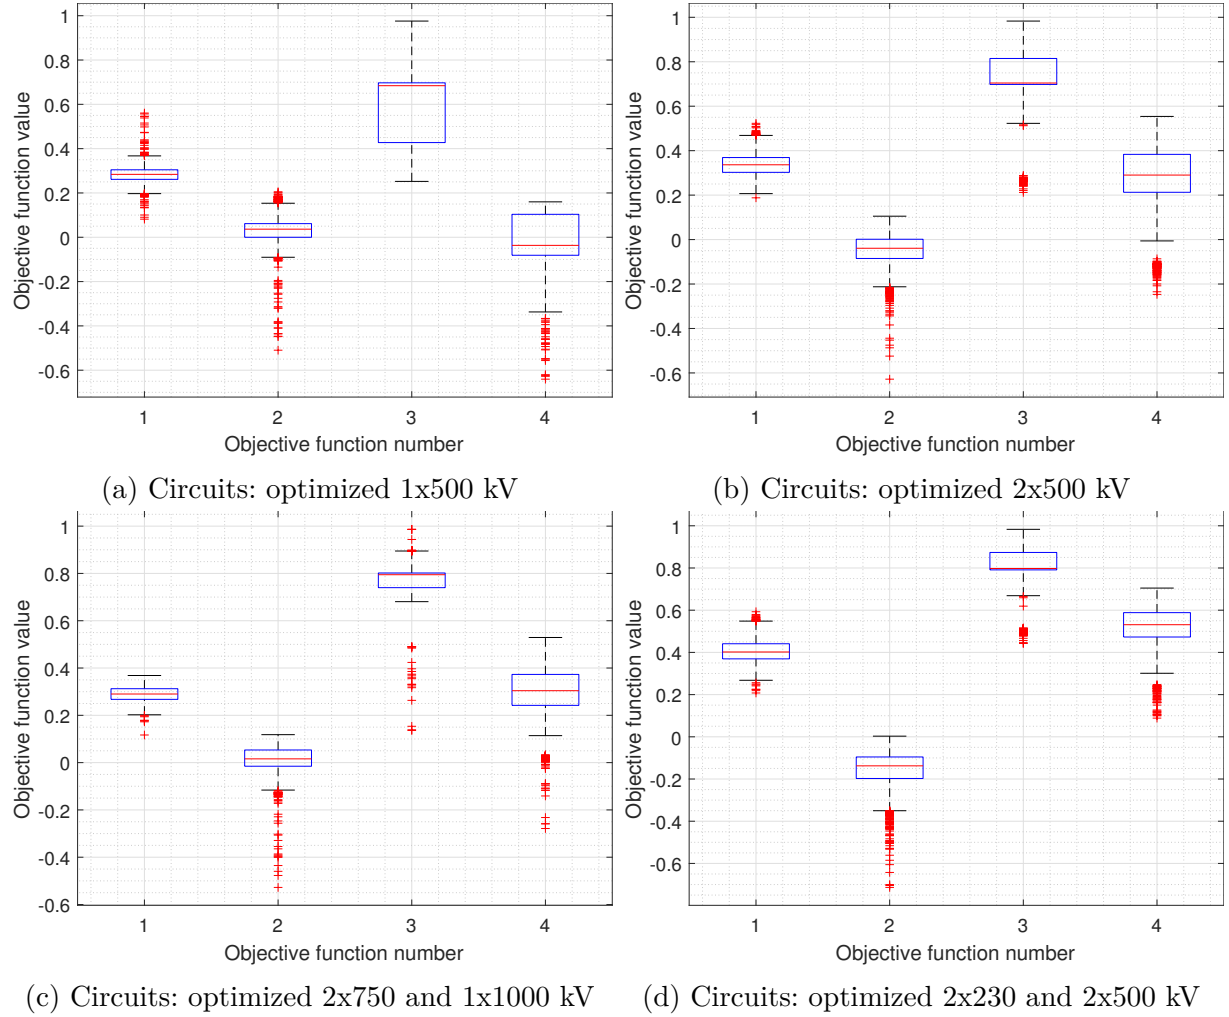 1
0.8
0.6
0.4
0.2
0
-0.2
-0.4
-0.6
Objective function value
1 2 3 4
Objective function number
(a) Circuits: optimized 1x500 kV
1
0.8
0.6
0.4
0.2
0
-0.2
-0.4
-0.6
Objective function value
1 2 3 4
Objective function number
(b) Circuits: optimized 2x500 kV
1
0.8
0.6
0.4
0.2
0
-0.2
-0.4
-0.6
Objective function value
1 2 3 4
Objective function number
(c) Circuits: optimized 2x750 and 1x1000 kV
1
0.8
0.6
0.4
0.2
0
-0.2
-0.4
-0.6
Objective function value
1 2 3 4
Objective function number
(d) Circuits: optimized 2x230 and 2x500 kV